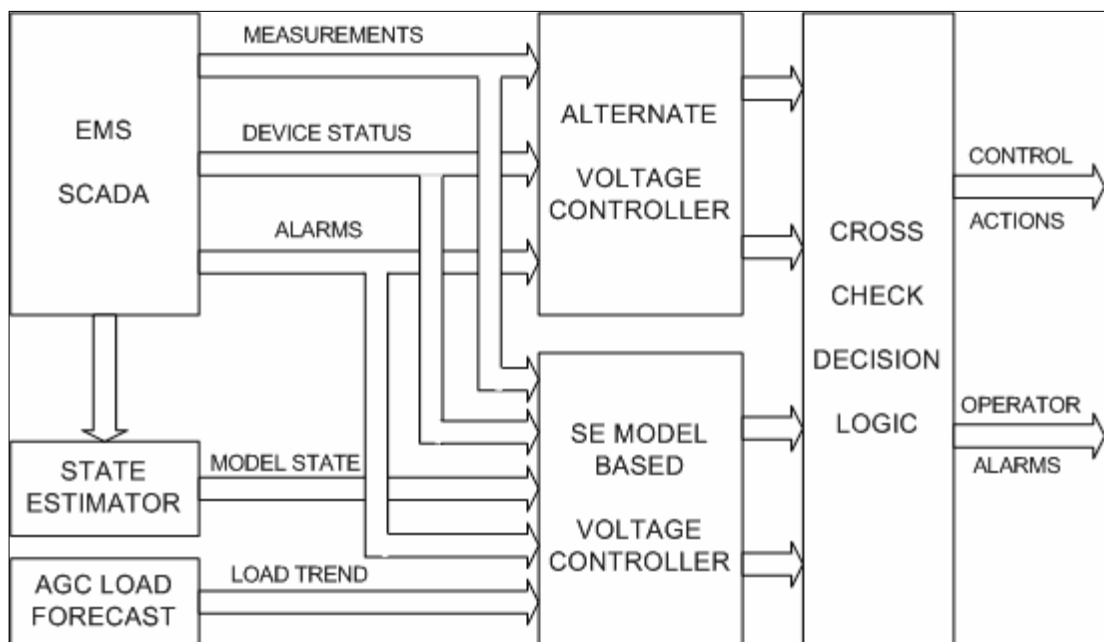 EMS
SCADA
MEASUREMENTS
DEVICE STATUS
ALARMS
ALTERNATE
VOLTAGE
CONTROLLER
CROSS
CHECK
DECISION
LOGIC
CONTROL
ACTIONS
OPERATOR
ALARMS
STATE
ESTIMATOR
MODEL STATE
SE MODEL
BASED
VOLTAGE
CONTROLLER
AGC LOAD
FORECAST
LOAD TREND